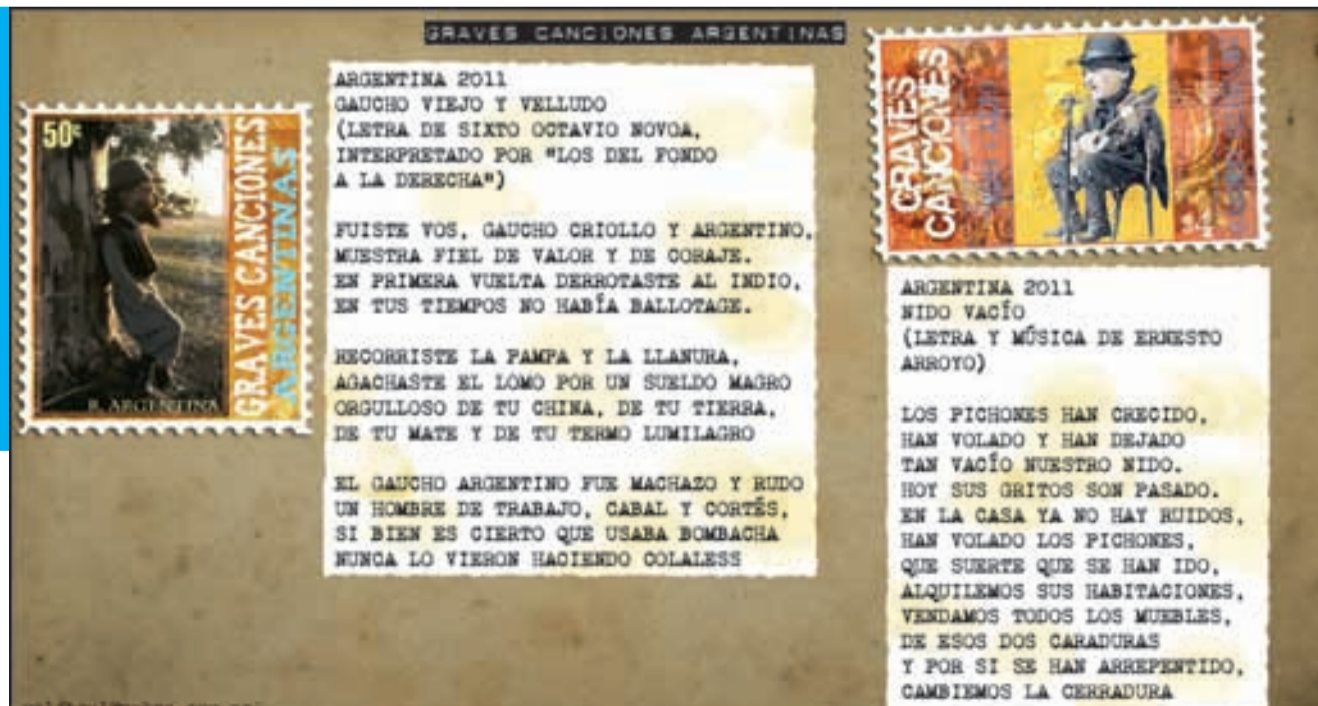 GRAVES CANCIONES ARGENTINAS
50¢
GRAVES CANCIONES
ARGENTINAS
R. ARGENTINA
ARGENTINA 2011
GAUCHO VIEJO Y VELLUDO
(LETRA DE SIXTO OCTAVIO NOVOA,
INTERPRETADO POR "LOS DEL FONDO
A LA DERECHA")
FUISTE VOS, GAUCHO CRIOLLO Y ARGENTINO,
MUESTRA FIEL DE VALOR Y DE CORAJE.
EN PRIMERA VUELTA DERROTASTE AL INDIO,
EN TUS TIEMPOS NO HABÍA BALLOTAGE.
RECORRISTE LA PAMPA Y LA LLANURA,
AGACHASTE EL LOMO POR UN SUELDO MAGRO
ORGULLOSO DE TU CHINA, DE TU TIERRA,
DE TU MATE Y DE TU TERMO LUMILAGRO
EL GAUCHO ARGENTINO FUE MACHAZO Y RUDO
UN HOMBRE DE TRABAJO, CABAL Y CORTÉS,
SI BIEN ES CIERTO QUE USABA BOMBACHA
NUNCA LO VIERON HACIENDO COLALESS
GRAVES
CANCIONES
ARGENTINA 2011
NIDO VACÍO
(LETRA Y MÚSICA DE ERNESTO
ARROYO)
LOS PICHONES HAN CRECIDO,
HAN VOLADO Y HAN DEJADO
TAN VACÍO NUESTRO NIDO.
HOY SUS GRITOS SON PASADO.
EN LA CASA YA NO HAY RUIDOS,
HAN VOLADO LOS PICHONES,
QUE SUERTE QUE SE HAN IDO,
ALQUILEMOS SUS HABITACIONES,
VENDAMOS TODOS LOS MUEBLES,
DE ESOS DOS CARADURAS
Y POR SI SE HAN ARREPENTIDO,
CAMBIEMOS LA CERRADURA